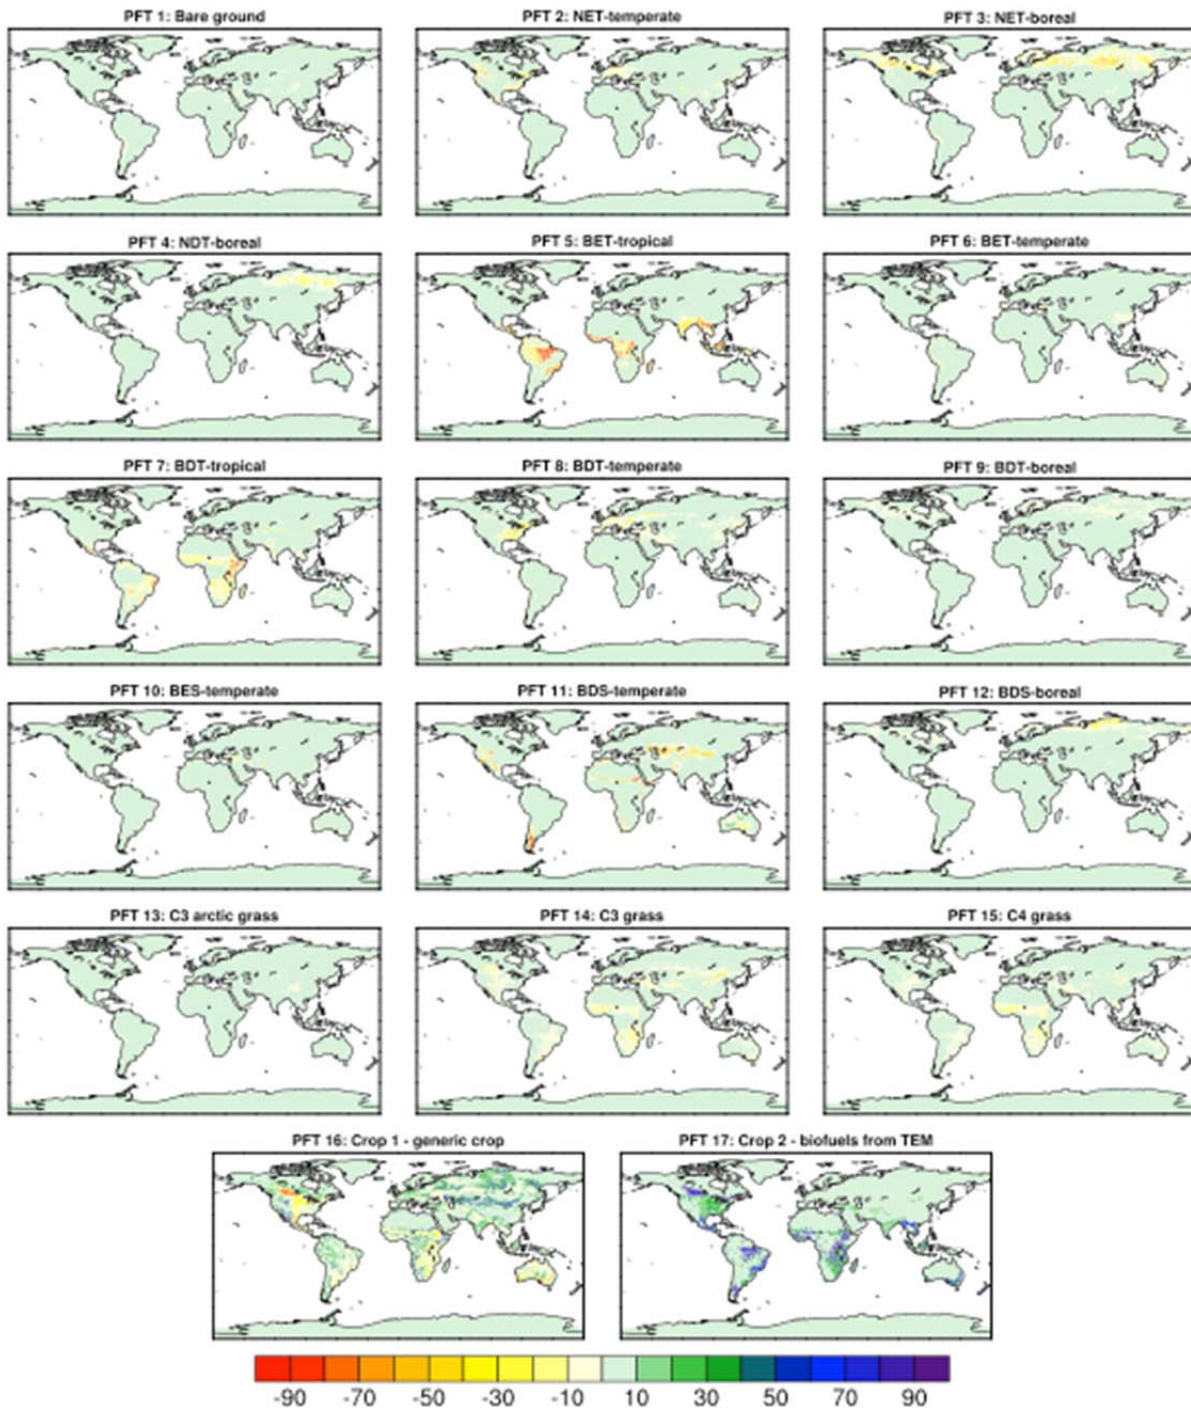 PFT 1: Bare ground
PFT 2: NET-temperate
PFT 3: NET-boreal
PFT 4: NDT-boreal
PFT 5: BET-tropical
PFT 6: BET-temperate
PFT 7: BDT-tropical
PFT 8: BDT-temperate
PFT 9: BDT-boreal
PFT 10: BES-temperate
PFT 11: BDS-temperate
PFT 12: BDS-boreal
PFT 13: C3 arctic grass
PFT 14: C3 grass
PFT 15: C4 grass
PFT 16: Crop 1 - generic crop
PFT 17: Crop 2 - biofuels from TEM
-90 -70 -50 -30 -10 10 30 50 70 90